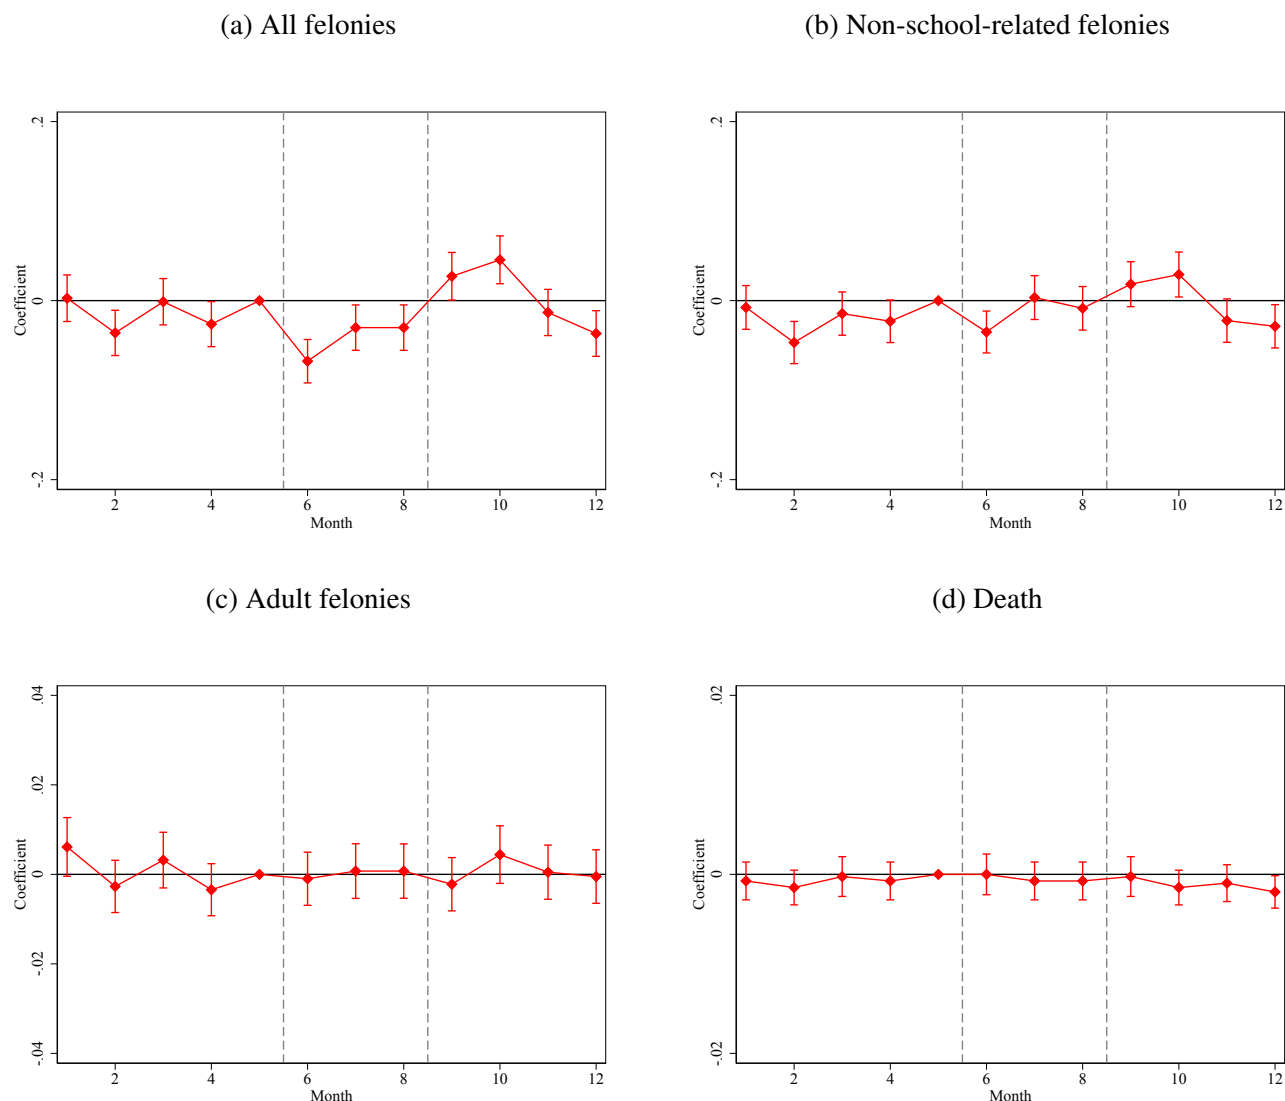 (a) All felonies
.2
0
-.2
Coefficient
2 4 6 8 10 12
Month
(b) Non-school-related felonies
.2
0
-.2
Coefficient
2 4 6 8 10 12
Month
(c) Adult felonies
.04
.02
0
-.02
-.04
Coefficient
2 4 6 8 10 12
Month
(d) Death
.02
0
-.02
Coefficient
2 4 6 8 10 12
Month